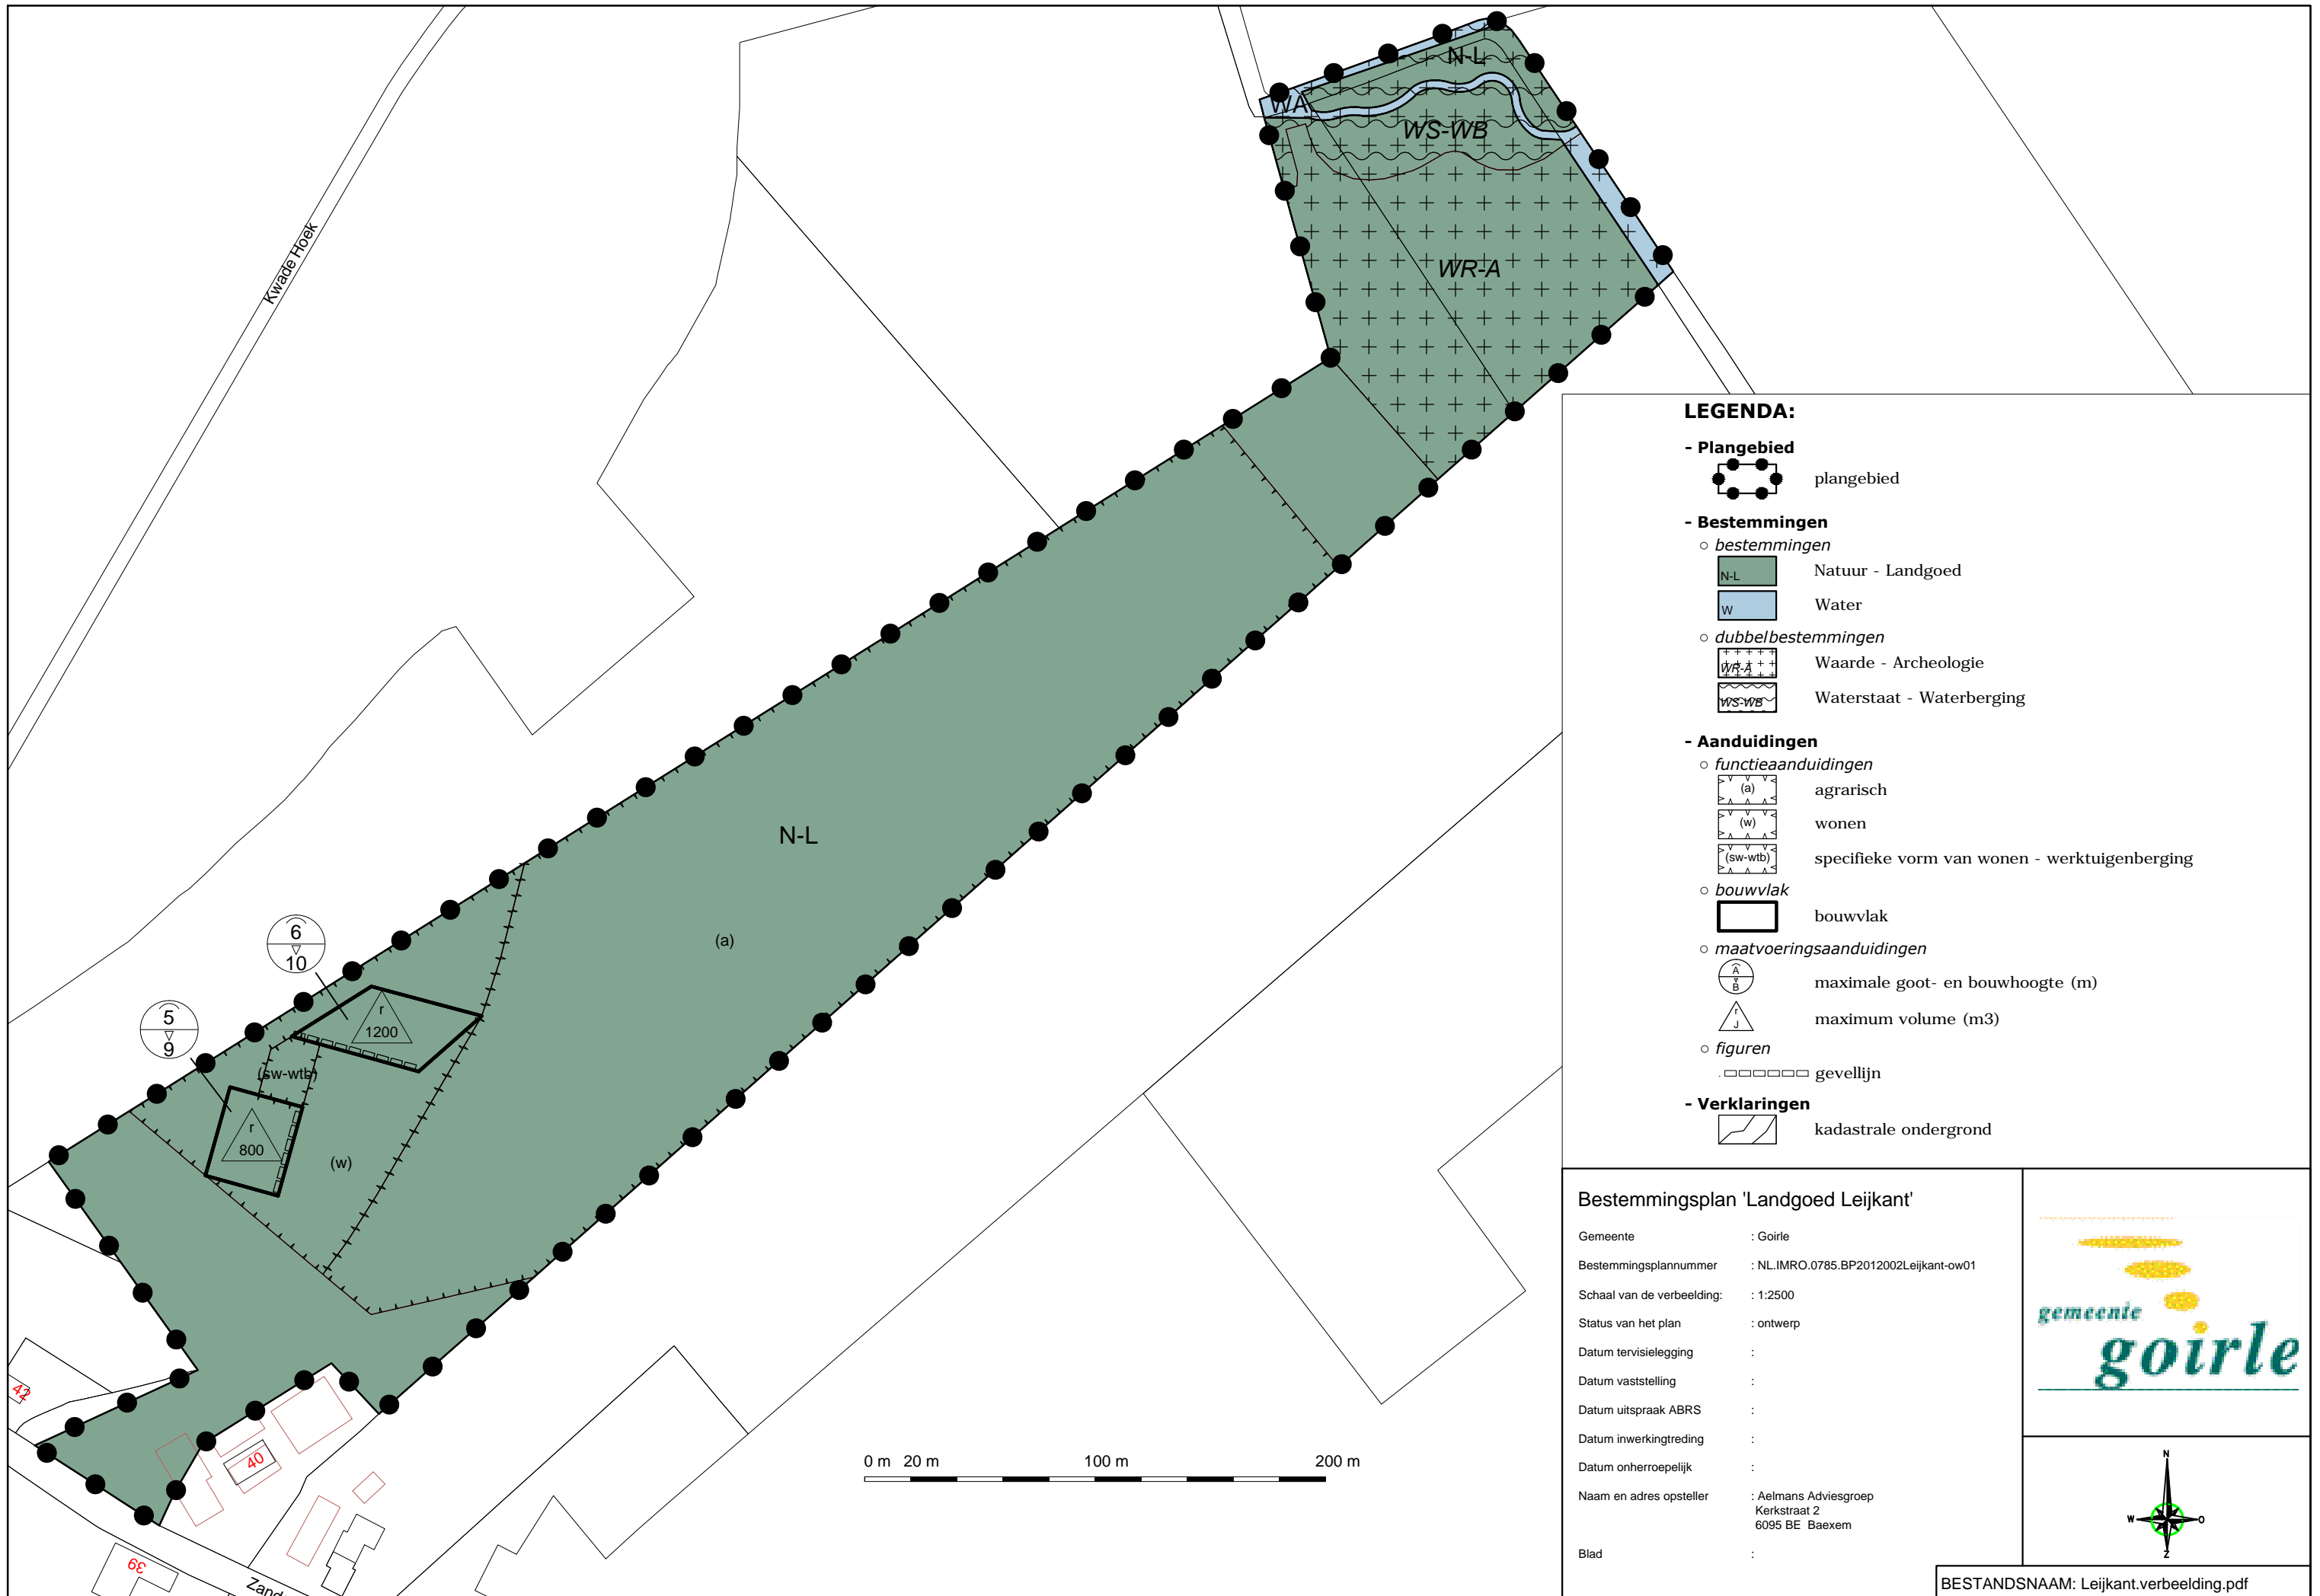 Kwade Hoek
N-L
WA
WS-WB
WR-A
N-L
(a)
6
10
5
9
r
1200
(sw-wtb)
r
800
(w)
42
40
39
0 m 20 m 100 m 200 m
LEGENDA:
- Plangebied
plangebied
- Bestemmingen
bestemmingen
N-L Natuur - Landgoed
W Water
dubbelbestemmingen
WR-A Waarde - Archeologie
WS-WB Waterstaat - Waterberging
- Aanduidingen
functieaanduidingen
(a) agrarisch
(w) wonen
(sw-wtb) specifieke vorm van wonen - werktuigenberging
bouwvlak
bouwvlak
maatvoeringsaanduidingen
A
B
maximale goot- en bouwhoogte (m)
r
J
maximum volume (m3)
figuren
gevellijn
- Verklaringen
kadastrale ondergrond
Bestemmingsplan 'Landgoed Leijkant'
Gemeente : Goirle
Bestemmingsplannummer : NL.IMRO.0785.BP2012002Leijkant-ow01
Schaal van de verbeelding: : 1:2500
Status van het plan : ontwerp
Datum tervisielegging :
Datum vaststelling :
Datum uitspraak ABRS :
Datum inwerkingtreding :
Datum onherroepelijk :
Naam en adres opsteller : Aelmans Adviesgroep
Kerkstraat 2
6095 BE Baexem
Blad :
gemeente
goirle
N
W O
Z
BESTANDSNAAM: Leijkant.verbeelding.pdf